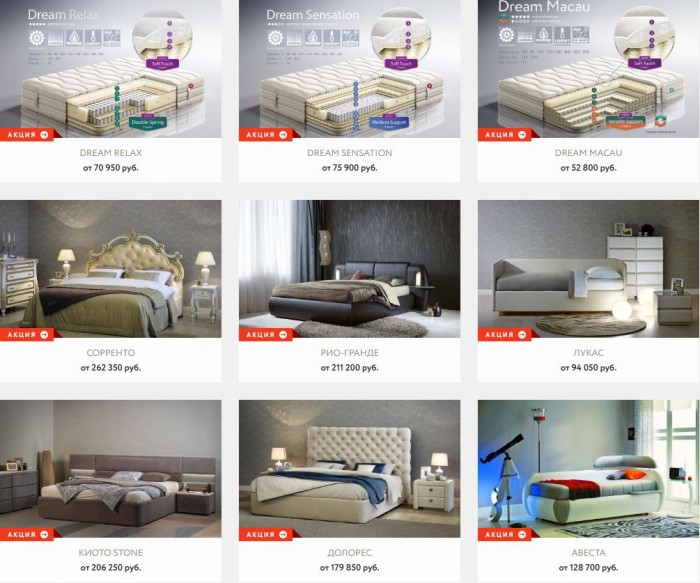 Dream Relax
Dream Sensation
Dream Macau
Soft Touch
Soft Touch
Soft Touch
Double Spring
Medium Support
Versatile Support
АКЦИЯ
АКЦИЯ
АКЦИЯ
DREAM RELAX
DREAM SENSATION
DREAM MACAU
от 70 950 руб.
от 75 900 руб.
от 52 800 руб.
АКЦИЯ
АКЦИЯ
АКЦИЯ
СОРРЕНТО
РИО-ГРАНДЕ
ЛУКАС
от 262 350 руб.
от 211 200 руб.
от 94 050 руб.
АКЦИЯ
АКЦИЯ
АКЦИЯ
КИОТО STONE
ДОЛОРЕС
АВЕСТА
от 206 250 руб.
от 179 850 руб.
от 128 700 руб.